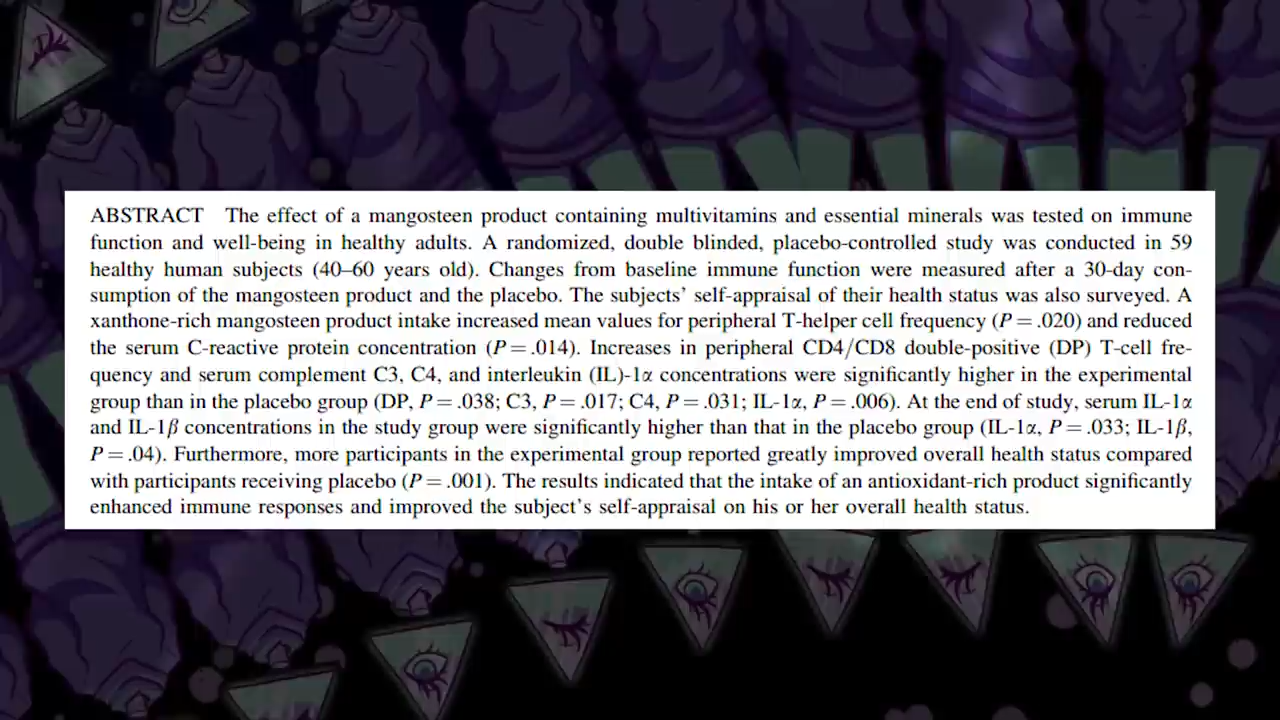 ABSTRACT The effect of a mangosteen product containing multivitamins and essential minerals was tested on immune
function and well-being in healthy adults. A randomized, double blinded, placebo-controlled study was conducted in 59
healthy human subjects (40–60 years old). Changes from baseline immune function were measured after a 30-day con-
sumption of the mangosteen product and the placebo. The subjects' self-appraisal of their health status was also surveyed. A
xanthone-rich mangosteen product intake increased mean values for peripheral T-helper cell frequency (P = .020) and reduced
the serum C-reactive protein concentration (P = .014). Increases in peripheral CD4/CD8 double-positive (DP) T-cell fre-
quency and serum complement C3, C4, and interleukin (IL)-1α concentrations were significantly higher in the experimental
group than in the placebo group (DP, P = .038; C3, P = .017; C4, P = .031; IL-1α, P = .006). At the end of study, serum IL-1α
and IL-1β concentrations in the study group were significantly higher than that in the placebo group (IL-1α, P = .033; IL-1β,
P = .04). Furthermore, more participants in the experimental group reported greatly improved overall health status compared
with participants receiving placebo (P = .001). The results indicated that the intake of an antioxidant-rich product significantly
enhanced immune responses and improved the subject's self-appraisal on his or her overall health status.